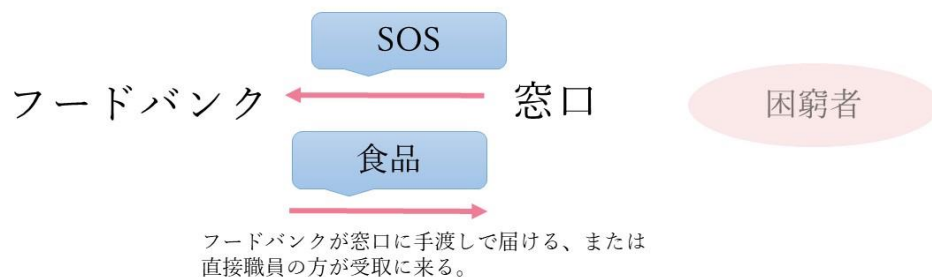 SOS
フードバンク
窓口
困窮者
食品
フードバンクが窓口に手渡しで届ける、または
直接職員の方が受取に来る。